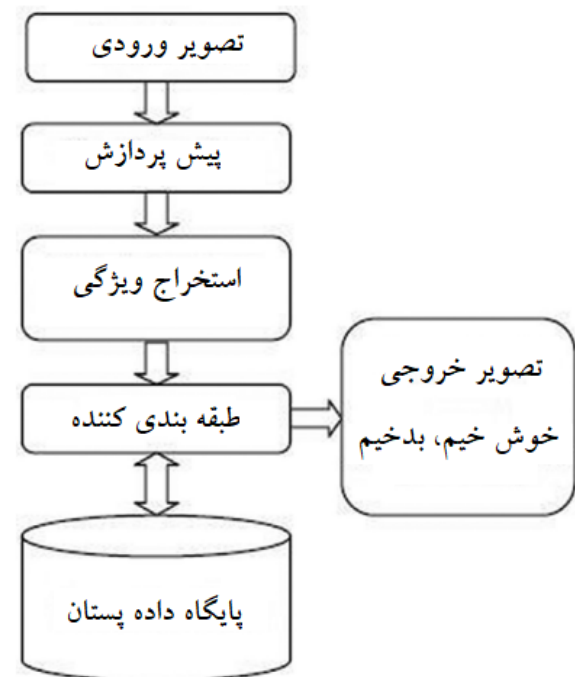 تصویر ورودی
پیش پردازش
استخراج ویژگی
طبقه بندی کننده
تصویر خروجی
خوش خیم، بدخیم
پایگاه داده پستان